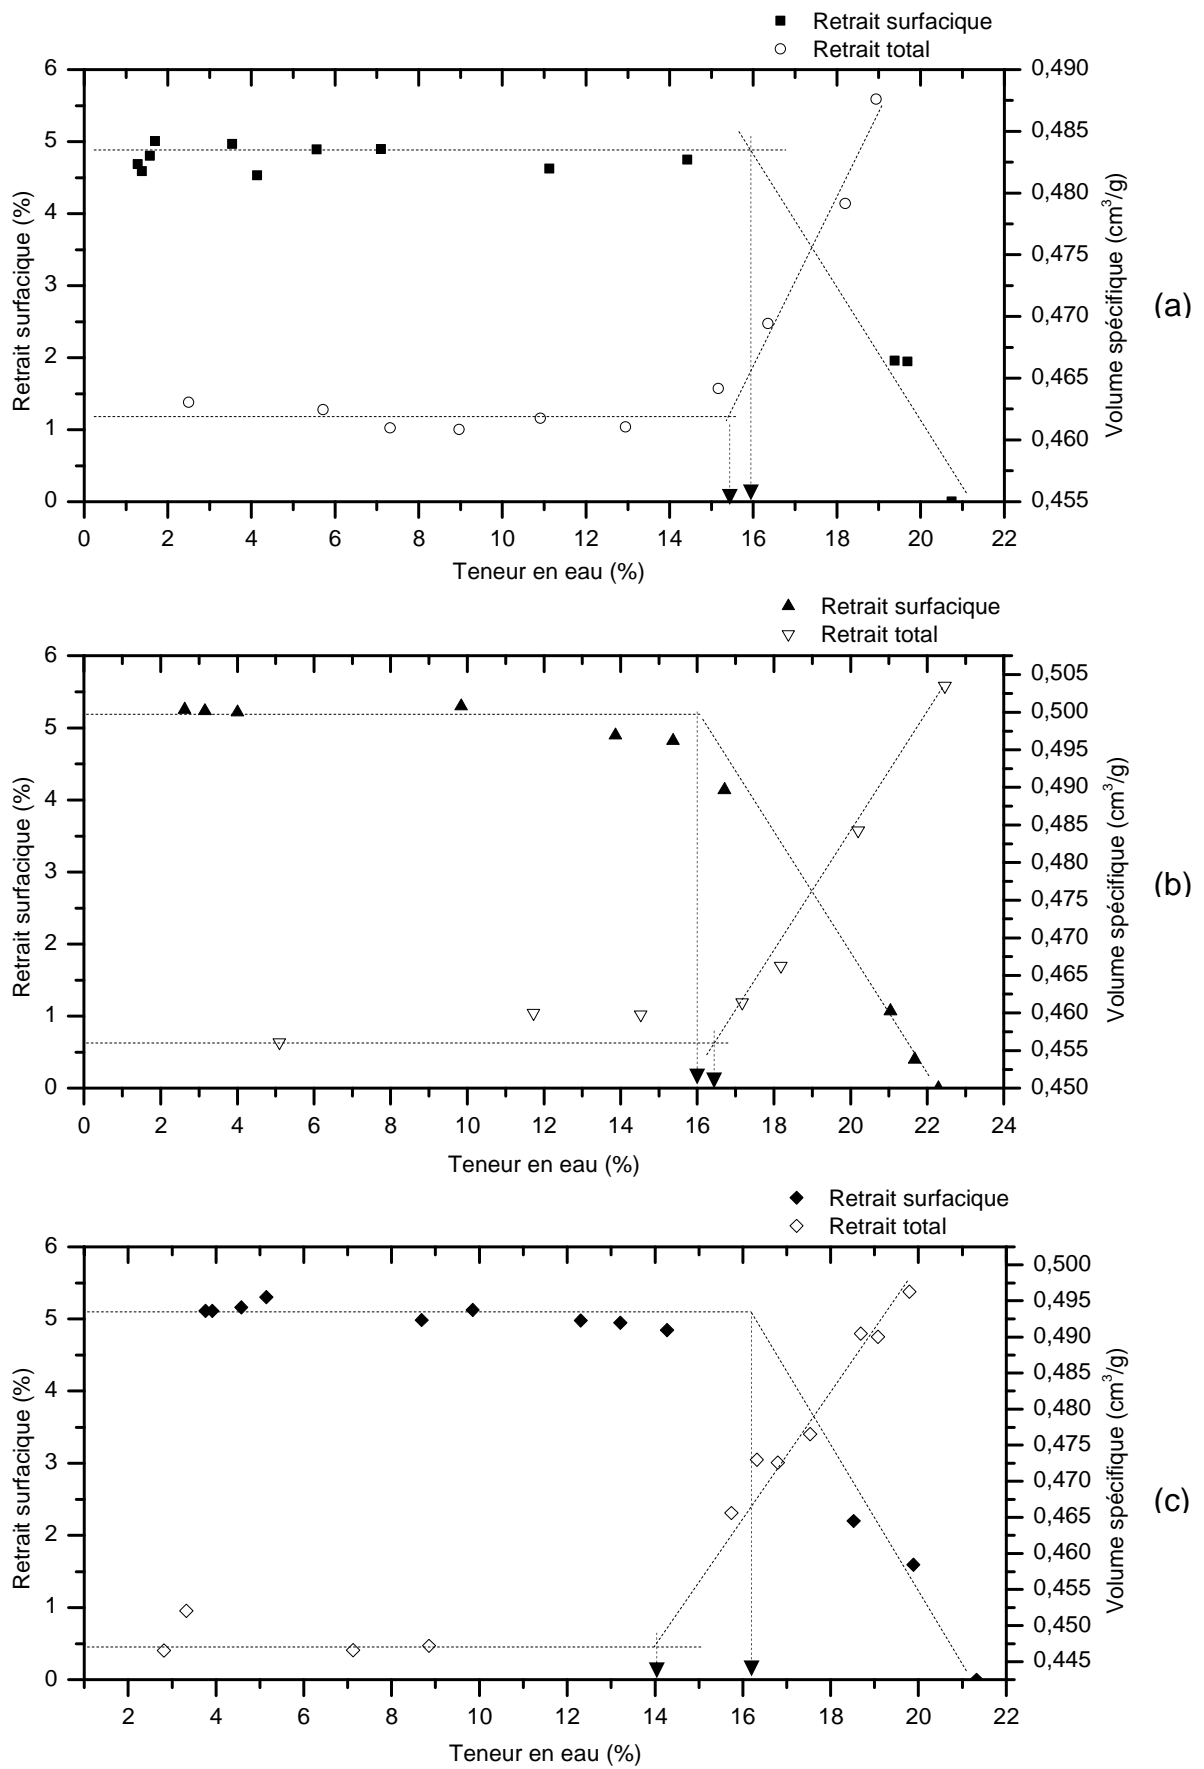 Retrait surfacique
Retrait total
6
5
4
3
2
1
0
Retrait surfacique (%)
0,490
0,485
0,480
0,475
0,470
0,465
0,460
0,455
Volume spécifique (cm³/g)
(a)
0 2 4 6 8 10 12 14 16 18 20 22
Teneur en eau (%)
Retrait surfacique
Retrait total
6
5
4
3
2
1
0
Retrait surfacique (%)
0,505
0,500
0,495
0,490
0,485
0,480
0,475
0,470
0,465
0,460
0,455
0,450
Volume spécifique (cm³/g)
(b)
0 2 4 6 8 10 12 14 16 18 20 22 24
Teneur en eau (%)
Retrait surfacique
Retrait total
6
5
4
3
2
1
0
Retrait surfacique (%)
0,500
0,495
0,490
0,485
0,480
0,475
0,470
0,465
0,460
0,455
0,450
0,445
Volume spécifique (cm³/g)
(c)
2 4 6 8 10 12 14 16 18 20 22
Teneur en eau (%)